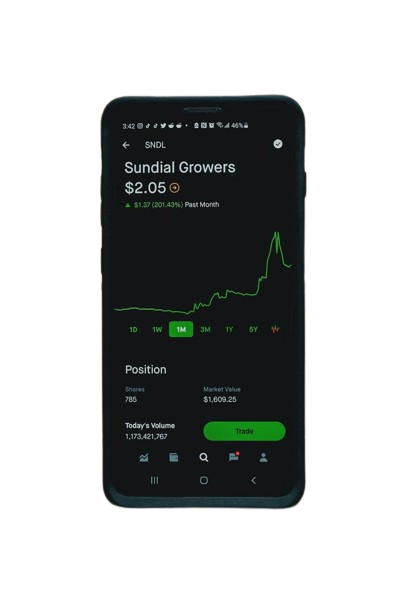 3:42 46%
SNDL
Sundial Growers
$2.05
▲ $1.37 (201.43%) Past Month
1D 1W 1M 3M 1Y 5Y
Position
Shares Market Value
785 $1,609.25
Today's Volume
1,173,421,767
Trade